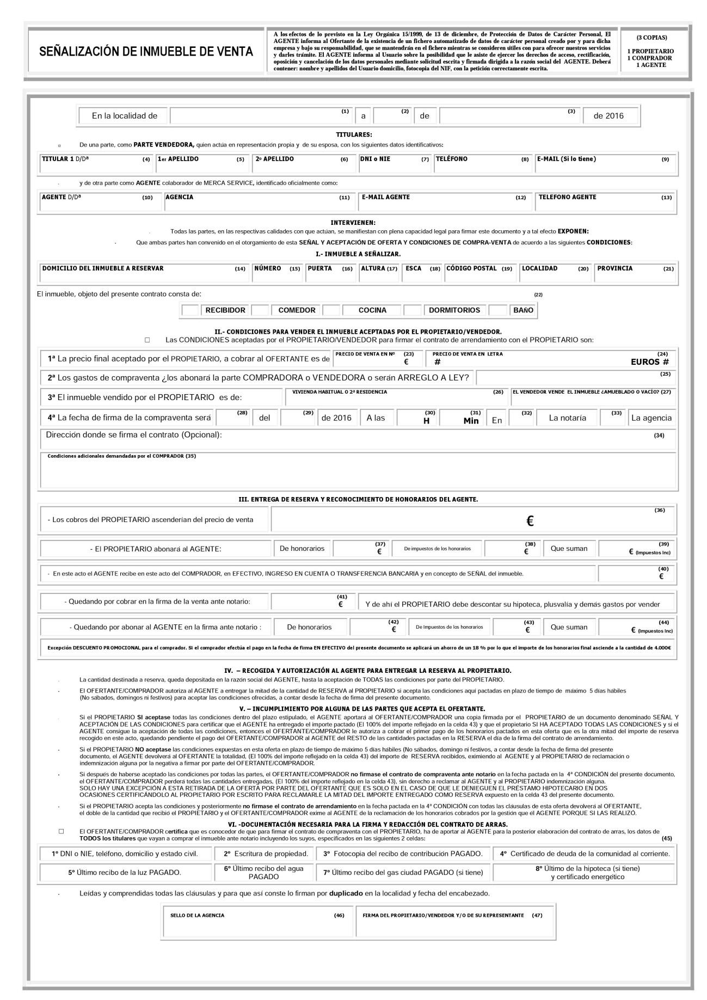 SEÑALIZACIÓN DE INMUEBLE DE VENTA
A los efectos de lo previsto en la Ley Orgánica 15/1999, de 13 de diciembre, de Protección de Datos de Carácter Personal, El
AGENTE informa al Ofertante de la existencia de un fichero automatizado de datos de carácter personal creado por y para dicha
empresa y bajo su responsabilidad, que se mantendrán en el fichero mientras se consideren útiles con para ofrecer nuestros servicios
y darles trámite. El AGENTE informa al Usuario sobre la posibilidad que le asiste de ejercer los derechos de acceso, rectificación,
oposición y cancelación de los datos personales mediante solicitud escrita y firmada dirigida a la razón social del AGENTE. Deberá
contener: nombre y apellidos del Usuario domicilio, fotocopia del NIF, con la petición correctamente escrita.
(3 COPIAS)
1 PROPIETARIO
1 COMPRADOR
1 AGENTE
En la localidad de (1) a (2) de (3) de 2016
TITULARES:
De una parte, como PARTE VENDEDORA, quien actúa en representación propia y de su esposa, con los siguientes datos identificativos:
TITULAR 1 D/Dª (4) 1er APELLIDO (5) 2º APELLIDO (6) DNI o NIE (7) TELÉFONO (8) E-MAIL (Si lo tiene) (9)
y de otra parte como AGENTE colaborador de MERCA SERVICE, identificado oficialmente como:
AGENTE D/Dª (10) AGENCIA (11) E-MAIL AGENTE (12) TELEFONO AGENTE (13)
INTERVIENEN:
Todas las partes, en las respectivas calidades con que actúan, se manifiestan con plena capacidad legal para firmar este documento y a tal efecto EXPONEN:
Que ambas partes han convenido en el otorgamiento de esta SEÑAL Y ACEPTACIÓN DE OFERTA Y CONDICIONES DE COMPRA-VENTA de acuerdo a las siguientes CONDICIONES:
I.- INMUEBLE A SEÑALIZAR.
DOMICILIO DEL INMUEBLE A RESERVAR (14) NÚMERO (15) PUERTA (16) ALTURA (17) ESCA (18) CÓDIGO POSTAL (19) LOCALIDAD (20) PROVINCIA (21)
El inmueble, objeto del presente contrato consta de: (22)
RECIBIDOR COMEDOR COCINA DORMITORIOS BAÑO
II.- CONDICIONES PARA VENDER EL INMUEBLE ACEPTADAS POR EL PROPIETARIO/VENDEDOR.
☐ Las CONDICIONES aceptadas por el PROPIETARIO/VENDEDOR para firmar el contrato de arrendamiento con el PROPIETARIO son:
1ª La precio final aceptado por el PROPIETARIO, a cobrar al OFERTANTE es de PRECIO DE VENTA EN Nº (23) € PRECIO DE VENTA EN LETRA (24) # EUROS #
2ª Los gastos de compraventa ¿los abonará la parte COMPRADORA o VENDEDORA o serán ARREGLO A LEY? (25)
3ª El inmueble vendido por el PROPIETARIO es de: VIVIENDA HABITUAL O 2ª RESIDENCIA (26) EL VENDEDOR VENDE EL INMUEBLE ¿AMUEBLADO O VACÍO? (27)
4ª La fecha de firma de la compraventa será (28) del (29) de 2016 A las (30) H (31) Min En (32) La notaría (33) La agencia
Dirección donde se firma el contrato (Opcional): (34)
Condiciones adicionales demandadas por el COMPRADOR (35)
III. ENTREGA DE RESERVA Y RECONOCIMIENTO DE HONORARIOS DEL AGENTE.
- Los cobros del PROPIETARIO ascenderían del precio de venta € (36)
- El PROPIETARIO abonará al AGENTE: De honorarios (37) € De impuestos de los honorarios (38) € Que suman (39) € (Impuestos Inc)
- En este acto el AGENTE recibe en este acto del COMPRADOR, en EFECTIVO, INGRESO EN CUENTA O TRANSFERENCIA BANCARIA y en concepto de SEÑAL del inmueble. (40) €
- Quedando por cobrar en la firma de la venta ante notario: (41) € Y de ahí el PROPIETARIO debe descontar su hipoteca, plusvalía y demás gastos por vender
- Quedando por abonar al AGENTE en la firma ante notario : De honorarios (42) € De Impuestos de los honorarios (43) € Que suman (44) € (Impuestos Inc)
Excepción DESCUENTO PROMOCIONAL para el comprador. Si el comprador efectúa el pago en la fecha de firma EN EFECTIVO del presente documento se aplicará un ahorro de un 18 % por lo que el importe de los honorarios final asciende a la cantidad de 4.000€
IV. – RECOGIDA Y AUTORIZACIÓN AL AGENTE PARA ENTREGAR LA RESERVA AL PROPIETARIO.
La cantidad destinada a reserva, queda depositada en la razón social del AGENTE, hasta la aceptación de TODAS las condiciones por parte del PROPIETARIO.
El OFERTANTE/COMPRADOR autoriza al AGENTE a entregar la mitad de la cantidad de RESERVA al PROPIETARIO si acepta las condiciones aquí pactadas en plazo de tiempo de máximo 5 días hábiles
(No sábados, domingos ni festivos) para aceptar las condiciones ofrecidas, a contar desde la fecha de firma del presente documento.
V. – INCUMPLIMIENTO POR ALGUNA DE LAS PARTES QUE ACEPTA EL OFERTANTE.
Si el PROPIETARIO SI aceptase todas las condiciones dentro del plazo estipulado, el AGENTE aportará al OFERTANTE/COMPRADOR una copia firmada por el PROPIETARIO de un documento denominado SEÑAL Y
ACEPTACIÓN DE LAS CONDICIONES para certificar que el AGENTE ha entregado el importe pactado (El 100% del importe reflejado en la celda 43) y que el propietario SI HA ACEPTADO TODAS LAS CONDICIONES y si el
AGENTE consigue la aceptación de todas las condiciones, entonces el OFERTANTE/COMPRADOR le autoriza a cobrar el primer pago de los honorarios pactados en esta oferta que es la otra mitad del importe de reserva
recogido en este acto, quedando pendiente el pago del OFERTANTE/COMPRADOR al AGENTE del RESTO de las cantidades pactadas en la RESERVA el día de la firma del contrato de arrendamiento.
Si el PROPIETARIO NO aceptase las condiciones expuestas en esta oferta en plazo de tiempo de máximo 5 días hábiles (No sábados, domingo ni festivos, a contar desde la fecha de firma del presente
documento, el AGENTE devolverá al OFERTANTE la totalidad, (El 100% del importe reflejado en la celda 43) del importe de RESERVA recibidos, eximiendo al AGENTE y al PROPIETARIO de reclamación o
indemnización alguna por la negativa a firmar por parte del OFERTANTE/COMPRADOR.
Si después de haberse aceptado las condiciones por todas las partes, el OFERTANTE/COMPRADOR no firmase el contrato de compraventa ante notario en la fecha pactada en la 4ª CONDICIÓN del presente documento,
el OFERTANTE/COMPRADOR perderá todas las cantidades entregadas, (El 100% del importe reflejado en la celda 43), sin derecho a reclamar al AGENTE y al PROPIETARIO indemnización alguna.
SOLO HAY UNA EXCEPCIÓN A ESTA RETIRADA DE LA OFERTA POR PARTE DEL OFERTANTE QUE ES SOLO EN EL CASO DE QUE LE DENIEGUEN EL PRÉSTAMO HIPOTECARIO EN DOS
OCASIONES CERTIFICÁNDOLO AL PROPIETARIO POR ESCRITO PARA RECLAMARLE LA MITAD DEL IMPORTE ENTREGADO COMO RESERVA expuesto en la celda 43 del presente documento.
Si el PROPIETARIO acepta las condiciones y posteriormente no firmase el contrato de arrendamiento en la fecha pactada en la 4ª CONDICIÓN con todas las cláusulas de esta oferta devolverá al OFERTANTE,
el doble de la cantidad que recibió el PROPIETARIO y el OFERTANTE/COMPRADOR exime al AGENTE de la reclamación de los honorarios cobrados por la gestión que el AGENTE PORQUE SI LAS REALIZÓ.
VI. -DOCUMENTACIÓN NECESARIA PARA LA FIRMA Y REDACCIÓN DEL CONTRATO DE ARRAS.
☐ El OFERTANTE/COMPRADOR certifica que es conocedor de que para firmar el contrato de compraventa con el PROPIETARIO, ha de aportar al AGENTE para la posterior elaboración del contrato de arras, los datos de
TODOS los titulares que vayan a comprar el inmueble ante notario incluyendo los suyos, especificados en las siguientes 2 celdas: (45)
1º DNI o NIE, teléfono, domicilio y estado civil. 2º Escritura de propiedad. 3º Fotocopia del recibo de contribución PAGADO. 4º Certificado de deuda de la comunidad al corriente.
5º Último recibo de la luz PAGADO. 6º Último recibo del agua PAGADO 7º Último recibo del gas ciudad PAGADO (si tiene) 8º Último de la hipoteca (si tiene) y certificado energético
Leídas y comprendidas todas las cláusulas y para que así conste lo firman por duplicado en la localidad y fecha del encabezado.
SELLO DE LA AGENCIA (46) FIRMA DEL PROPIETARIO/VENDEDOR Y/O DE SU REPRESENTANTE (47)